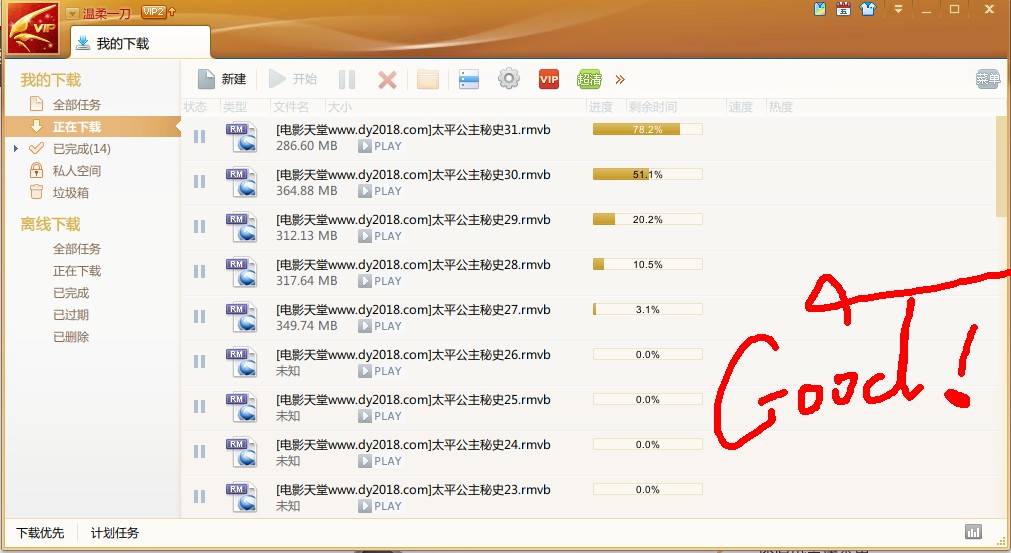 温柔一刀 VIP2
VIP
我的下载
我的下载
全部任务
正在下载
已完成(14)
私人空间
垃圾箱
离线下载
全部任务
正在下载
已完成
已过期
已删除
新建 开始 VIP 超清 » 菜单
状态 类型 文件名 大小 进度 剩余时间 速度 热度
RM [电影天堂www.dy2018.com]太平公主秘史31.rmvb 78.2%
286.60 MB PLAY
RM [电影天堂www.dy2018.com]太平公主秘史30.rmvb 51.1%
364.88 MB PLAY
RM [电影天堂www.dy2018.com]太平公主秘史29.rmvb 20.2%
312.13 MB PLAY
RM [电影天堂www.dy2018.com]太平公主秘史28.rmvb 10.5%
317.64 MB PLAY
RM [电影天堂www.dy2018.com]太平公主秘史27.rmvb 3.1%
349.74 MB PLAY
RM [电影天堂www.dy2018.com]太平公主秘史26.rmvb 0.0%
未知 PLAY
RM [电影天堂www.dy2018.com]太平公主秘史25.rmvb 0.0%
未知 PLAY
RM [电影天堂www.dy2018.com]太平公主秘史24.rmvb 0.0%
未知 PLAY
RM [电影天堂www.dy2018.com]太平公主秘史23.rmvb 0.0%
未知 PLAY
Good!
下载优先 计划任务